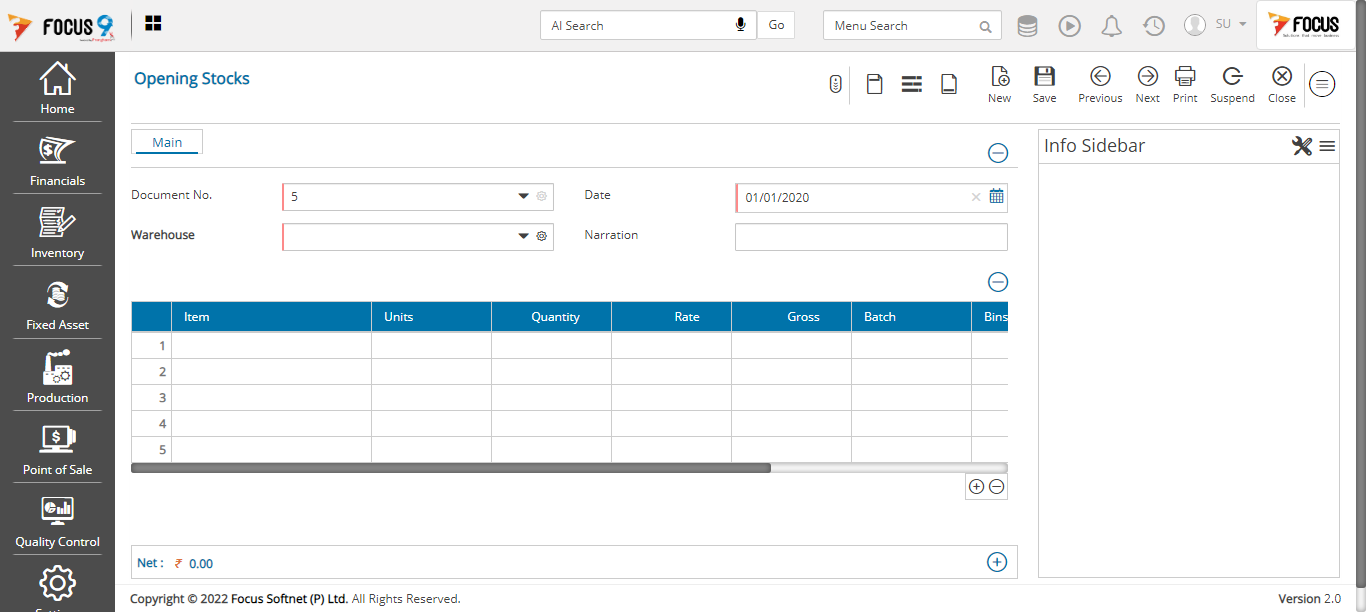 FOCUS 9
AI Search
Go
Menu Search
SU
FOCUS
Home
Financials
Inventory
Fixed Asset
Production
Point of Sale
Quality Control
Opening Stocks
New
Save
Previous
Next
Print
Suspend
Close
Main
Document No.
5
Date
01/01/2020
Warehouse
Narration
Item Units Quantity Rate Gross Batch Bins
1
2
3
4
5
Net : ₹ 0.00
Info Sidebar
Copyright © 2022 Focus Softnet (P) Ltd. All Rights Reserved.
Version 2.0